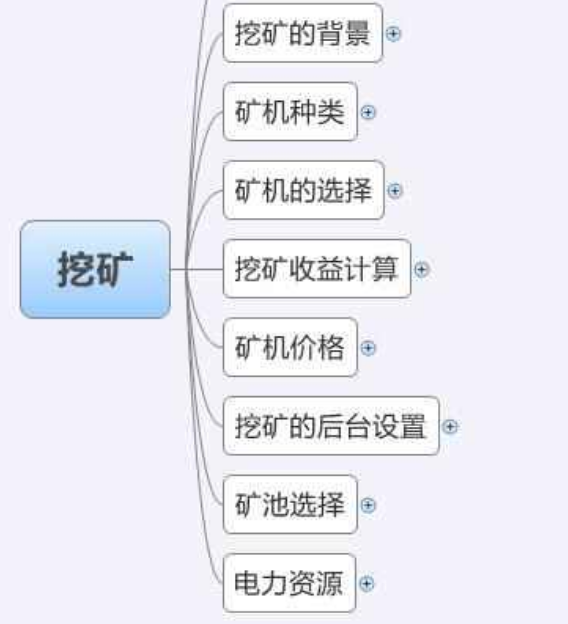 挖矿
挖矿的背景
矿机种类
矿机的选择
挖矿收益计算
矿机价格
挖矿的后台设置
矿池选择
电力资源